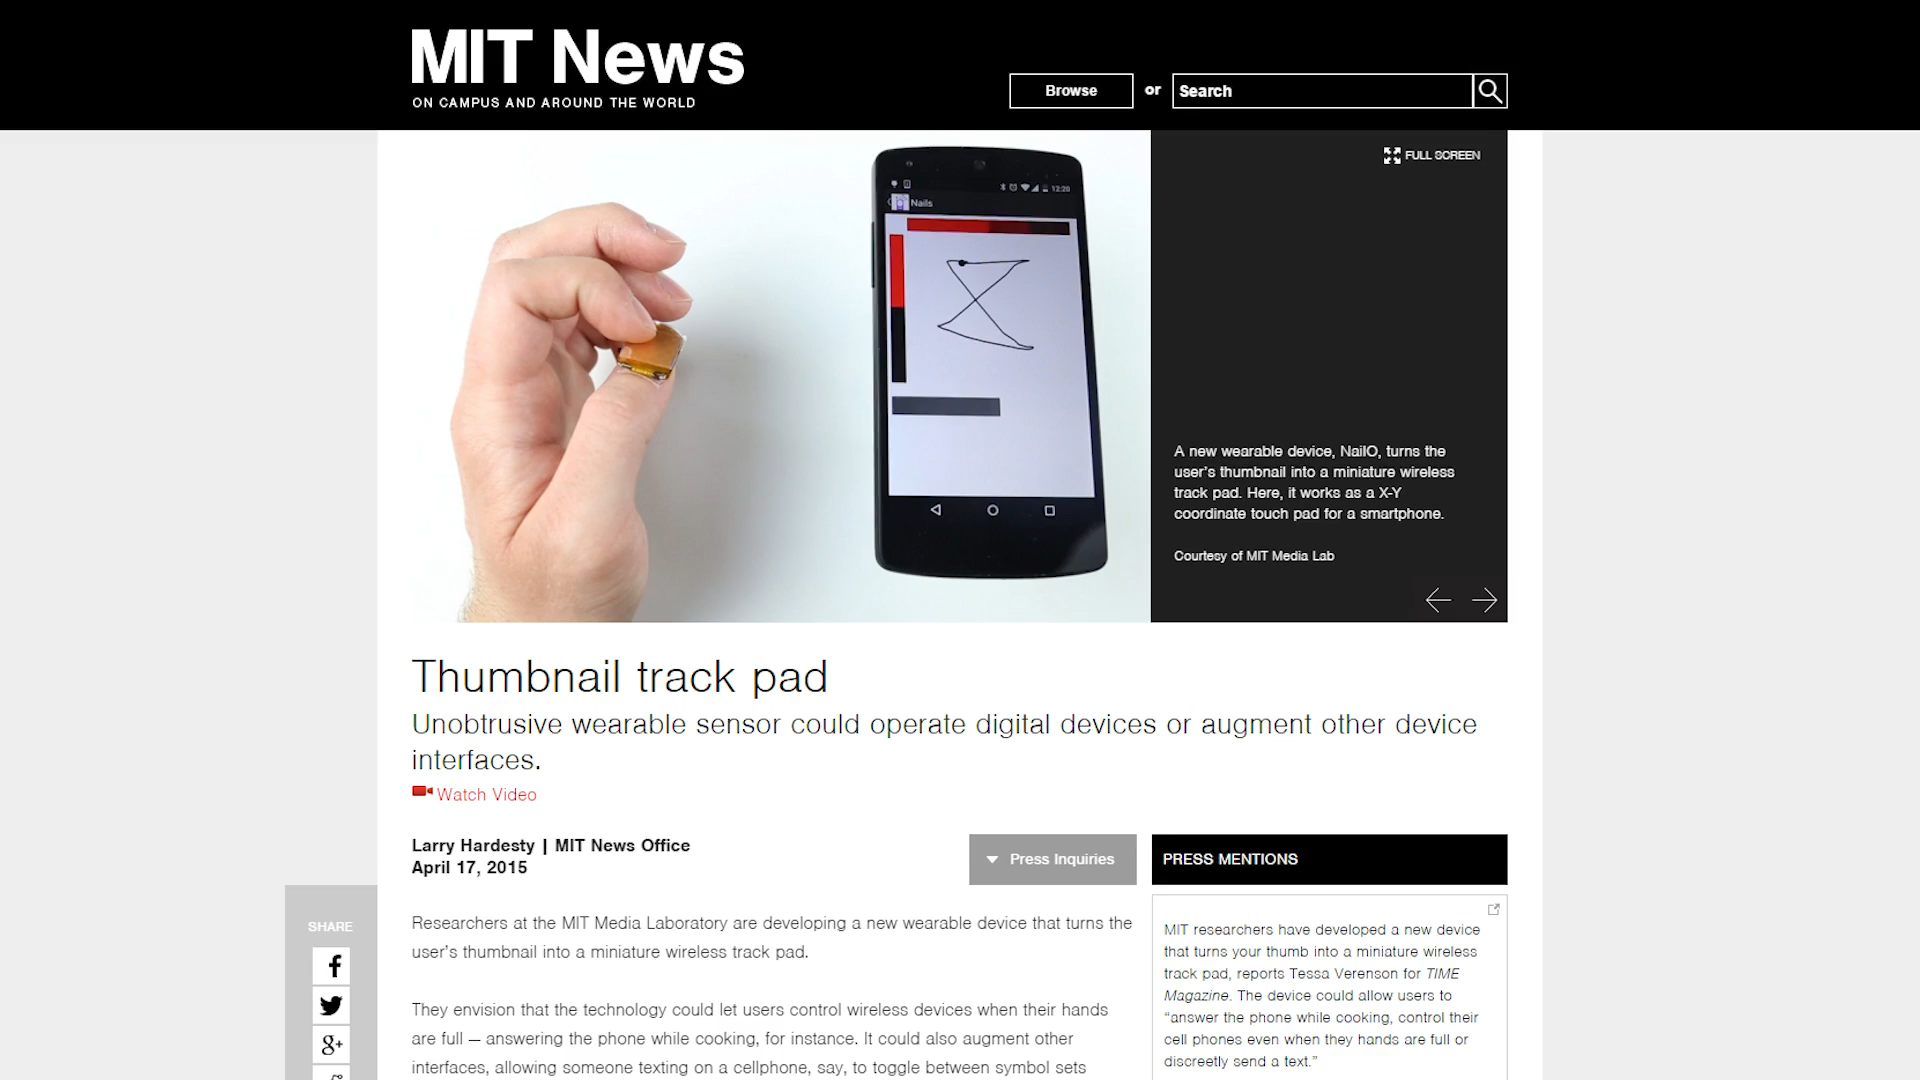 MIT News
ON CAMPUS AND AROUND THE WORLD
Browse or Search
FULL SCREEN
12:20
Nails
A new wearable device, NailO, turns the
user's thumbnail into a miniature wireless
track pad. Here, it works as a X-Y
coordinate touch pad for a smartphone.
Courtesy of MIT Media Lab
Thumbnail track pad
Unobtrusive wearable sensor could operate digital devices or augment other device
interfaces.
Watch Video
Larry Hardesty | MIT News Office
April 17, 2015
Press Inquiries
SHARE
f
g+
Researchers at the MIT Media Laboratory are developing a new wearable device that turns the
user's thumbnail into a miniature wireless track pad.
They envision that the technology could let users control wireless devices when their hands
are full — answering the phone while cooking, for instance. It could also augment other
interfaces, allowing someone texting on a cellphone, say, to toggle between symbol sets
PRESS MENTIONS
MIT researchers have developed a new device
that turns your thumb into a miniature wireless
track pad, reports Tessa Verenson for TIME
Magazine. The device could allow users to
“answer the phone while cooking, control their
cell phones even when they hands are full or
discreetly send a text.”